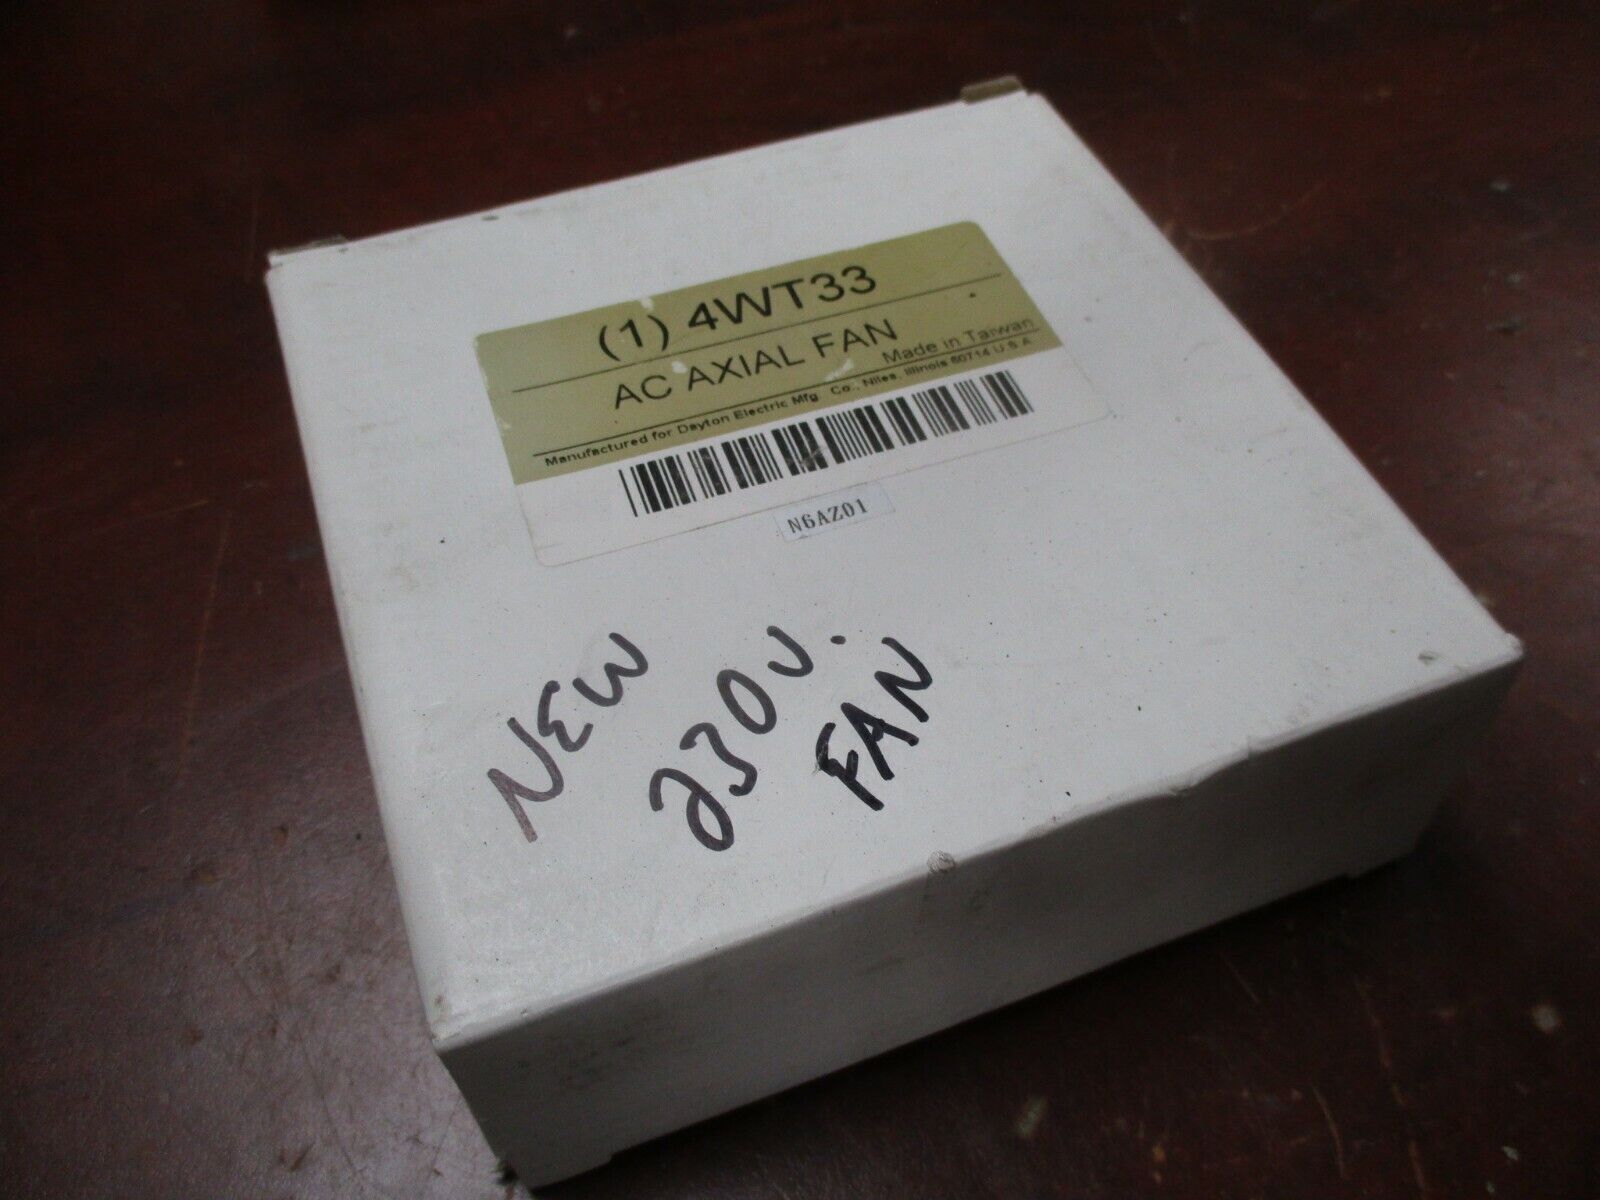 (1) 4WT33
AC AXIAL FAN
Made in Taiwan
Manufactured for Dayton Electric Mfg. Co., Niles, Illinois 60714 U.S.A
N6AZ01
NEW
230V.
FAN